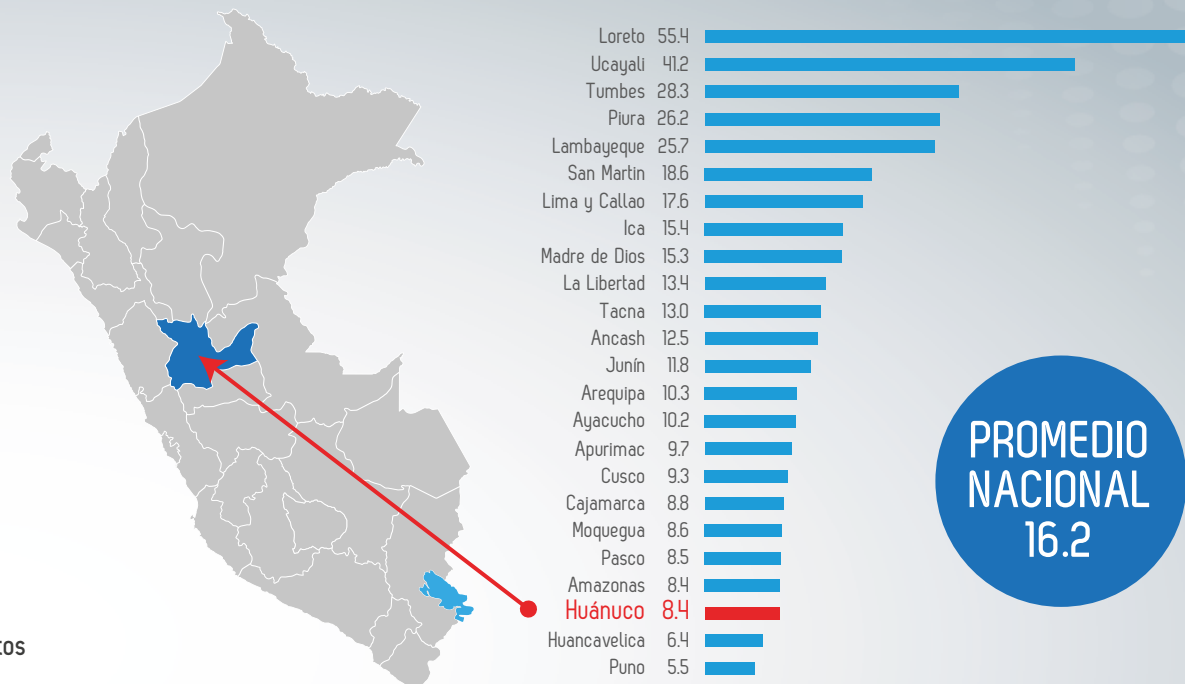 Loreto 55.4
Ucayali 41.2
Tumbes 28.3
Piura 26.2
Lambayeque 25.7
San Martin 18.6
Lima y Callao 17.6
Ica 15.4
Madre de Dios 15.3
La Libertad 13.4
Tacna 13.0
Ancash 12.5
Junín 11.8
Arequipa 10.3
Ayacucho 10.2
Apurimac 9.7
Cusco 9.3
Cajamarca 8.8
Moquegua 8.6
Pasco 8.5
Amazonas 8.4
Huánuco 8.4
Huancavelica 6.4
Puno 5.5
PROMEDIO
NACIONAL
16.2